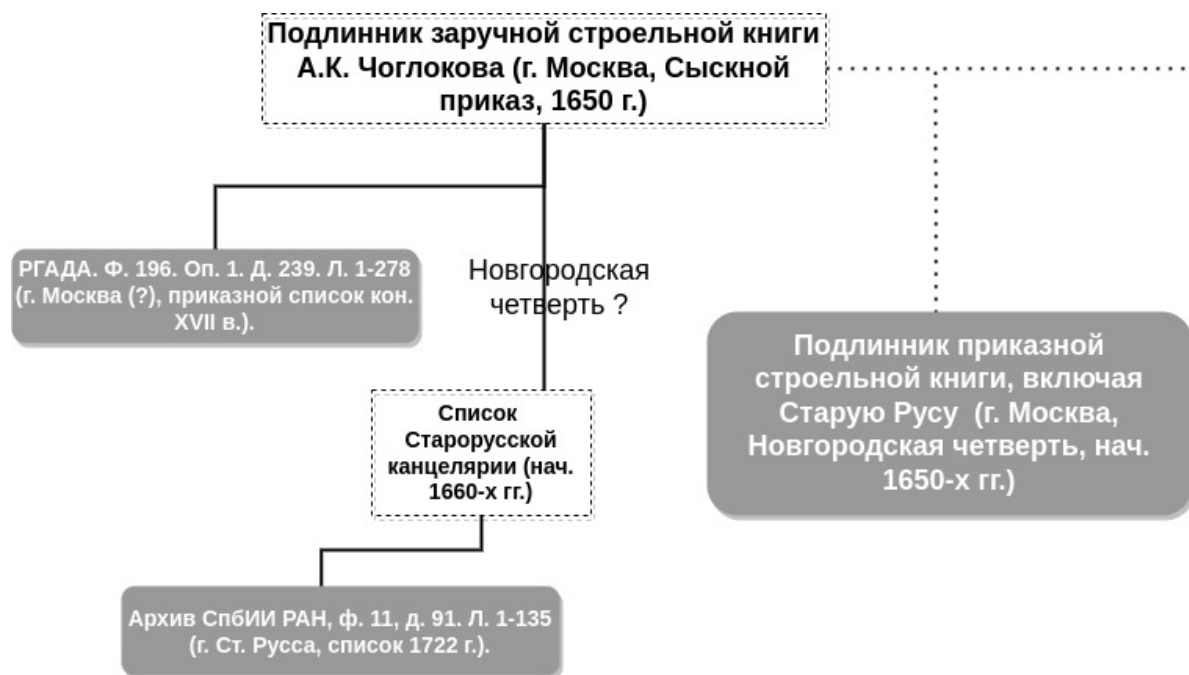 Подлинник заручной строельной книги
А.К. Чоглокова (г. Москва, Сыскной
приказ, 1650 г.)
РГАДА. Ф. 196. Оп. 1. Д. 239. Л. 1-278
(г. Москва (?), приказной список кон.
XVII в.).
Новгородская
четверть ?
Подлинник приказной
строельной книги, включая
Старую Русу (г. Москва,
Новгородская четверть, нач.
1650-х гг.)
Список
Старорусской
канцелярии (нач.
1660-х гг.)
Архив СпбИИ РАН, ф. 11, д. 91. Л. 1-135
(г. Ст. Русса, список 1722 г.).